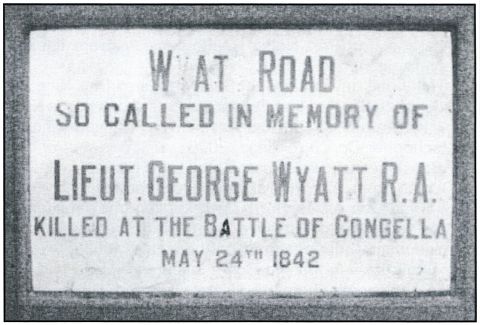 WYAT ROAD
SO CALLED IN MEMORY OF
LIEUT. GEORGE WYATT R.A.
KILLED AT THE BATTLE OF CONGELLA
MAY 24TH 1842